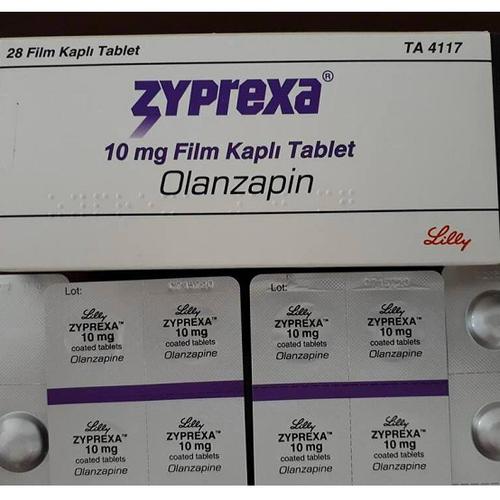 28 Film Kaplı Tablet
TA 4117
ZYPREXA®
10 mg Film Kaplı Tablet
Olanzapin
Lilly
Lot:
Lilly
ZYPREXA™
10 mg
coated tablets
Olanzapine
Lilly
ZYPREXA™
10 mg
coated tablets
Olanzapine
Lilly
ZYPREXA™
10 mg
coated tablets
Olanzapine
Lilly
ZYPREXA™
10 mg
coated tablets
Olanzapine
Lot:
Lilly
ZYPREXA™
10 mg
coated tablets
Olanzapine
Lilly
ZYPREXA™
10 mg
coated tablets
Olanzapine
Lilly
ZYPREXA™
10 mg
coated tablets
Olanzapine
Lilly
ZYPREXA™
10 mg
coated tablets
Olanzapine